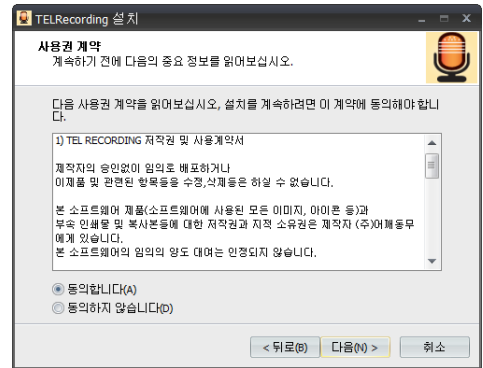 TELRecording 설치
사용권 계약
계속하기 전에 다음의 중요 정보를 읽어보십시오.
다음 사용권 계약을 읽어보십시오, 설치를 계속하려면 이 계약에 동의해야 합니
다.
1) TEL RECORDING 저작권 및 사용계약서
제작자의 승인없이 임의로 배포하거나
이제품 및 관련된 항목등을 수정,삭제등은 하실 수 없습니다.
본 소프트웨어 제품(소프트웨어에 사용된 모든 이미지, 아이콘 등)과
부속 인쇄물 및 복사본등에 대한 저작권과 지적 소유권은 제작자 (주)어깨동무
에게 있습니다.
본 소프트웨어의 임의의 양도 대여는 인정되지 않습니다.
동의합니다(A)
동의하지 않습니다(D)
< 뒤로(B) 다음(N) > 취소